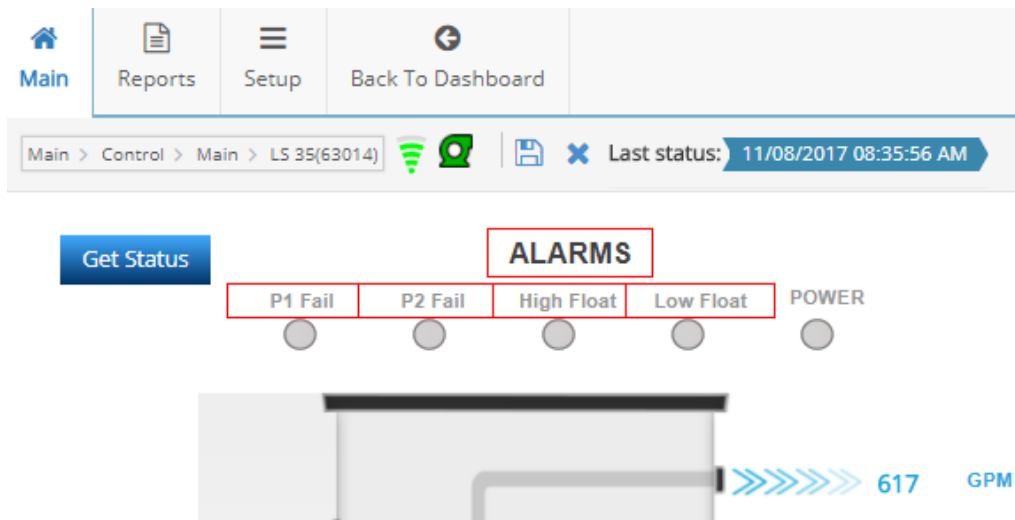 Main Reports Setup Back To Dashboard
Main > Control > Main > LS 35(63014) Last status: 11/08/2017 08:35:56 AM
Get Status
ALARMS
P1 Fail P2 Fail High Float Low Float POWER
617 GPM